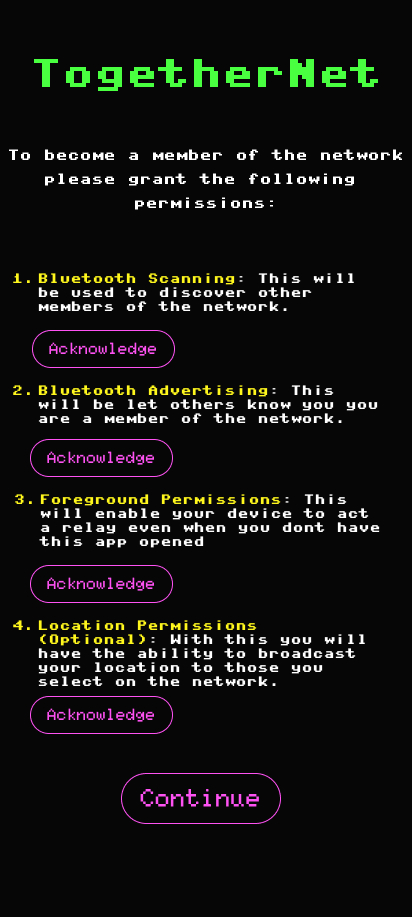 TogetherNet
To become a member of the network
please grant the following
permissions:
1. Bluetooth Scanning: This will
be used to discover other
members of the network.
Acknowledge
2. Bluetooth Advertising: This
will be let others know you you
are a member of the network.
Acknowledge
3. Foreground Permissions: This
will enable your device to act
a relay even when you dont have
this app opened
Acknowledge
4. Location Permissions
(Optional): With this you will
have the ability to broadcast
your location to those you
select on the network.
Acknowledge
Continue